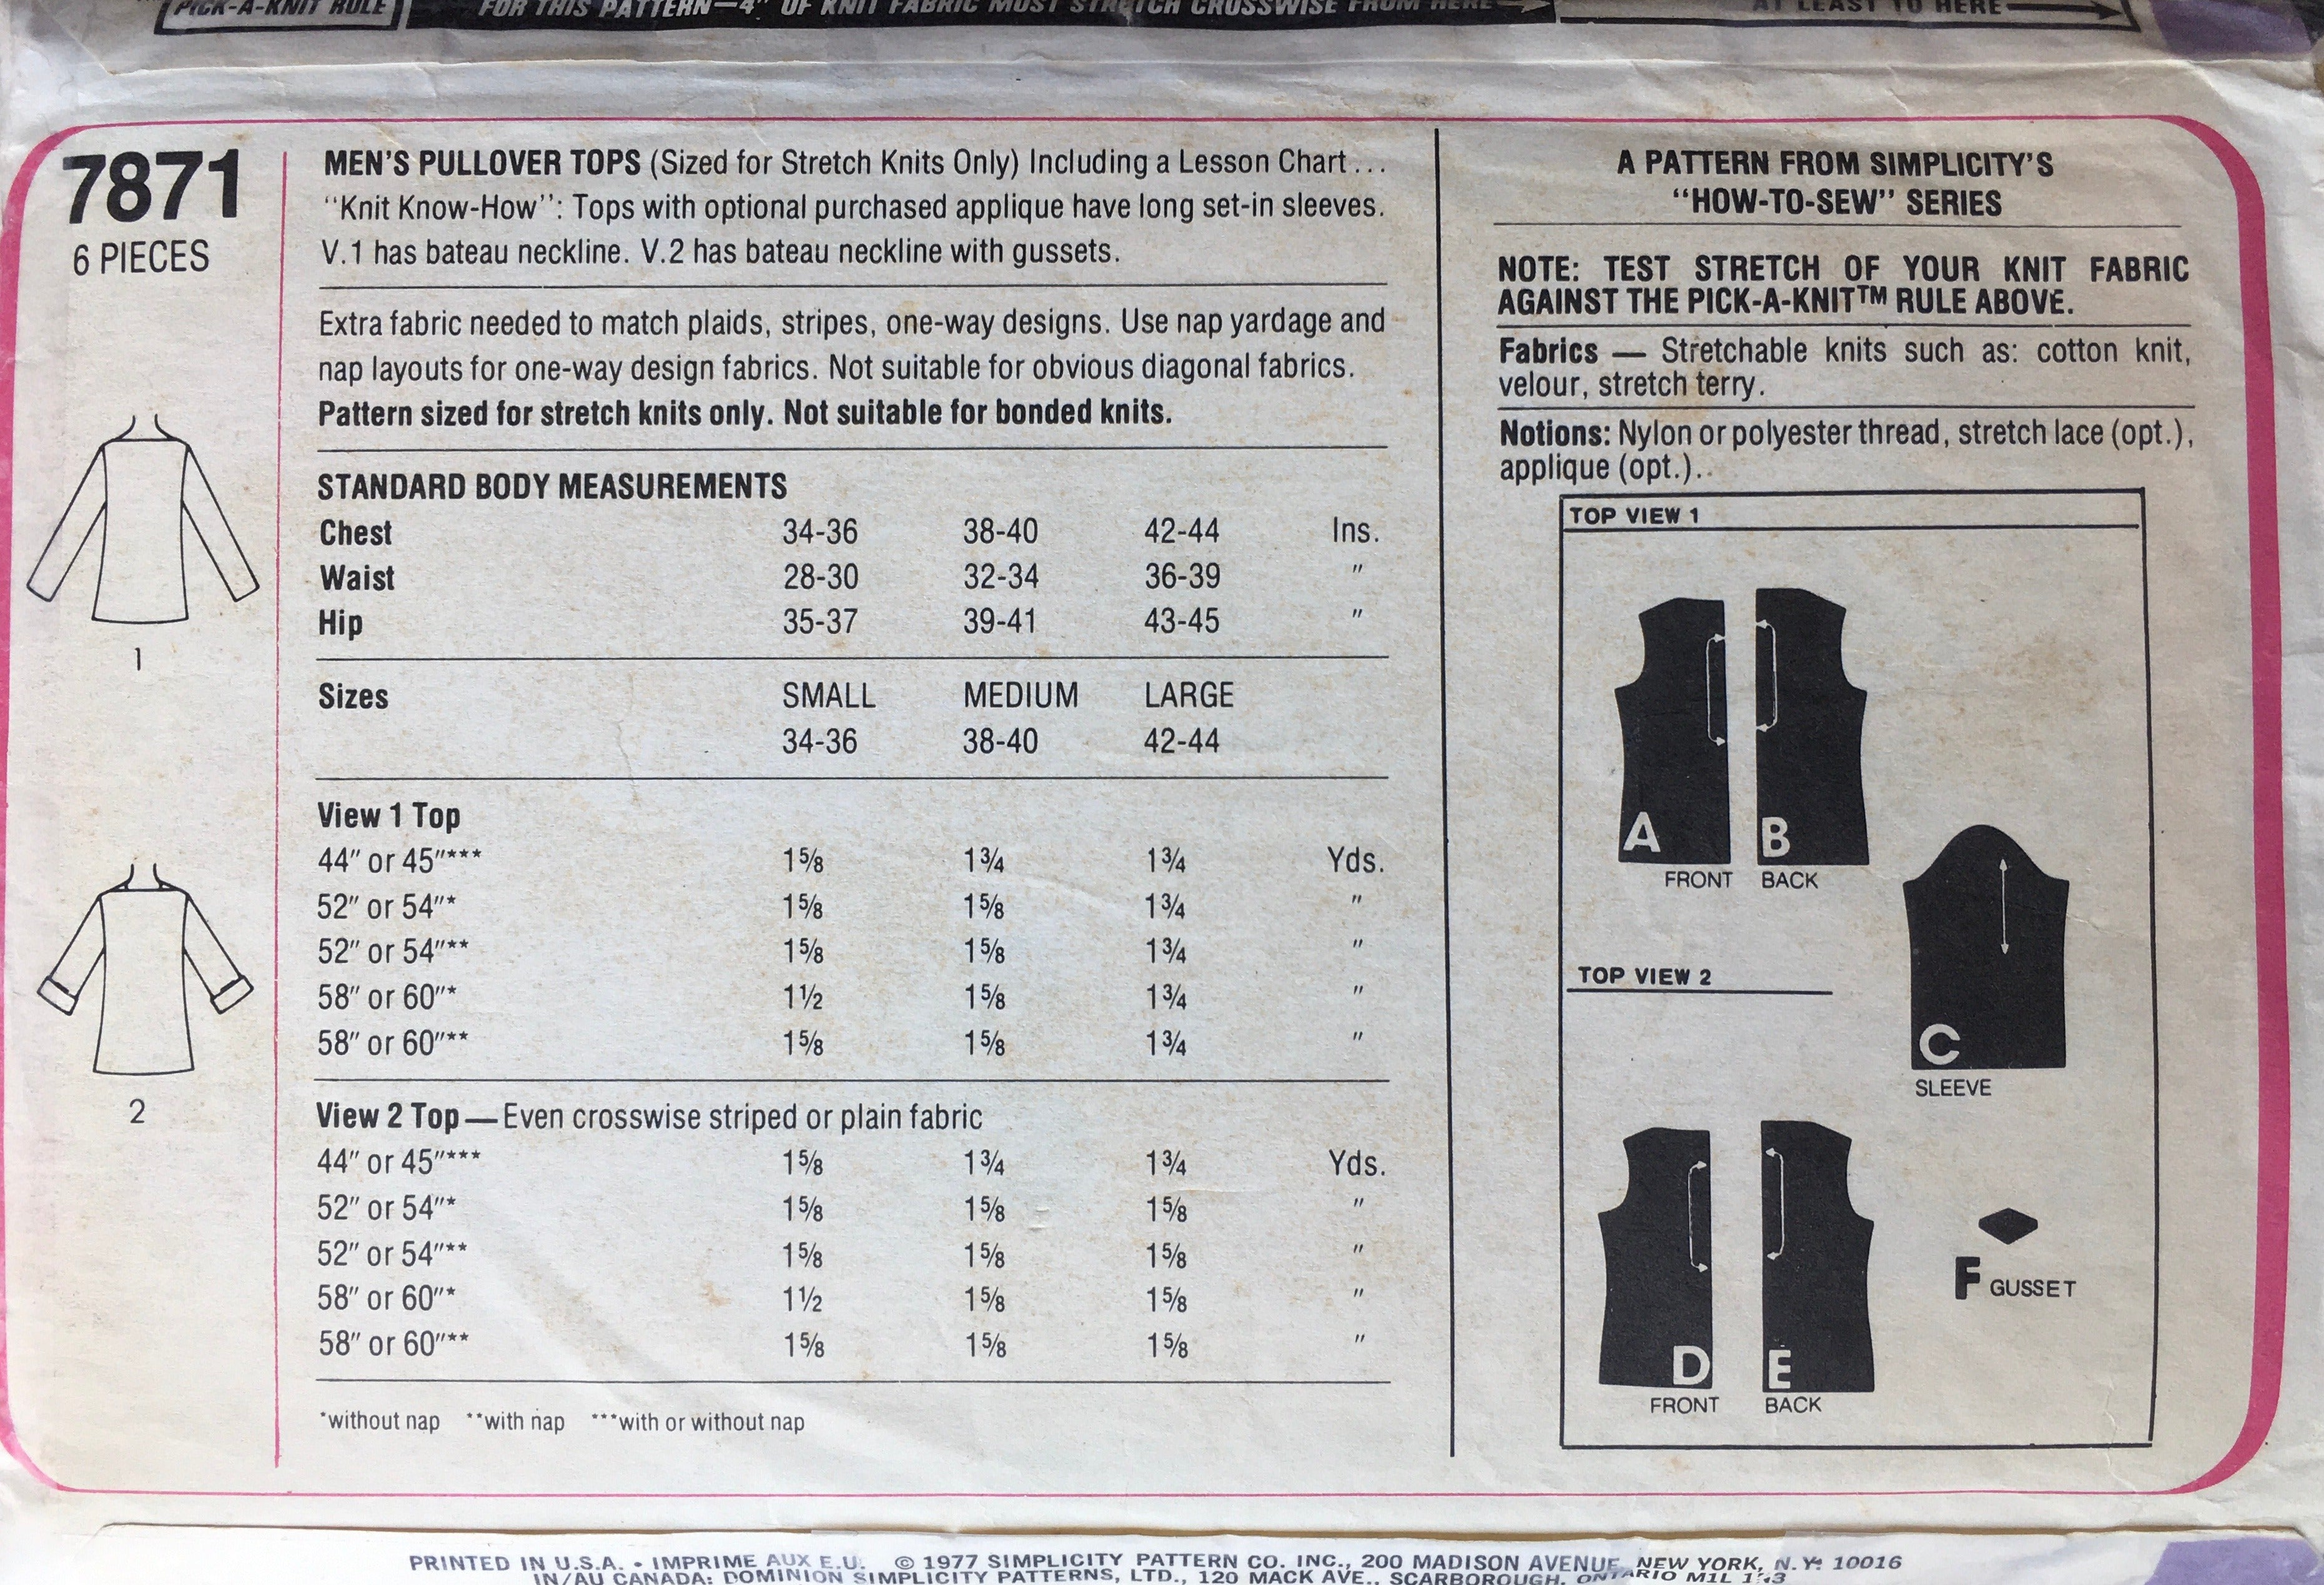 PICK-A-KNIT RULE
FOR THIS PATTERN—4" OF KNIT FABRIC MUST STRETCH CROSSWISE FROM HERE
AT LEAST TO HERE
7871
6 PIECES
1
2
MEN'S PULLOVER TOPS (Sized for Stretch Knits Only) Including a Lesson Chart...
"Knit Know-How": Tops with optional purchased applique have long set-in sleeves.
V.1 has bateau neckline. V.2 has bateau neckline with gussets.
Extra fabric needed to match plaids, stripes, one-way designs. Use nap yardage and
nap layouts for one-way design fabrics. Not suitable for obvious diagonal fabrics.
Pattern sized for stretch knits only. Not suitable for bonded knits.
STANDARD BODY MEASUREMENTS
Chest 34-36 38-40 42-44 Ins.
Waist 28-30 32-34 36-39 "
Hip 35-37 39-41 43-45 "
Sizes SMALL MEDIUM LARGE
34-36 38-40 42-44
View 1 Top
44" or 45"*** 1⅝ 1¾ 1¾ Yds.
52" or 54"* 1⅝ 1⅝ 1¾ "
52" or 54"** 1⅝ 1⅝ 1¾ "
58" or 60"* 1½ 1⅝ 1¾ "
58" or 60"** 1⅝ 1⅝ 1¾ "
View 2 Top—Even crosswise striped or plain fabric
44" or 45"*** 1⅝ 1¾ 1¾ Yds.
52" or 54"* 1⅝ 1⅝ 1⅝ "
52" or 54"** 1⅝ 1⅝ 1⅝ "
58" or 60"* 1½ 1⅝ 1⅝ "
58" or 60"** 1⅝ 1⅝ 1⅝ "
*without nap **with nap ***with or without nap
A PATTERN FROM SIMPLICITY'S
"HOW-TO-SEW" SERIES
NOTE: TEST STRETCH OF YOUR KNIT FABRIC
AGAINST THE PICK-A-KNIT™ RULE ABOVE.
Fabrics — Stretchable knits such as: cotton knit,
velour, stretch terry.
Notions: Nylon or polyester thread, stretch lace (opt.),
applique (opt.).
TOP VIEW 1
A B
FRONT BACK
C
SLEEVE
TOP VIEW 2
D E
FRONT BACK
F GUSSET
PRINTED IN U.S.A. • IMPRIME AUX E.U. © 1977 SIMPLICITY PATTERN CO. INC., 200 MADISON AVENUE, NEW YORK, N.Y. 10016
IN/AU CANADA: DOMINION SIMPLICITY PATTERNS, LTD., 120 MACK AVE., SCARBOROUGH, ONTARIO M1L